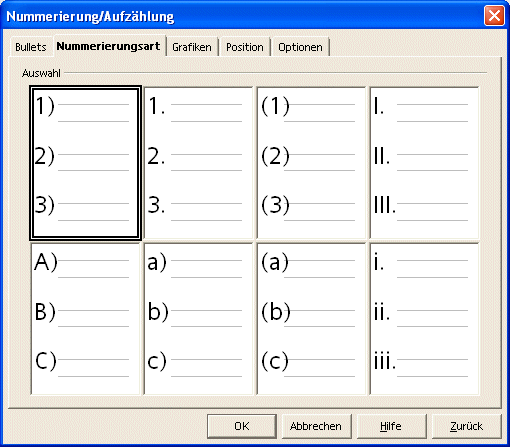 Nummerierung/Aufzählung
Bullets Nummerierungsart Grafiken Position Optionen
Auswahl
1) 1. (1) I.
2) 2. (2) II.
3) 3. (3) III.
A) a) (a) i.
B) b) (b) ii.
C) c) (c) iii.
OK Abbrechen Hilfe Zurück